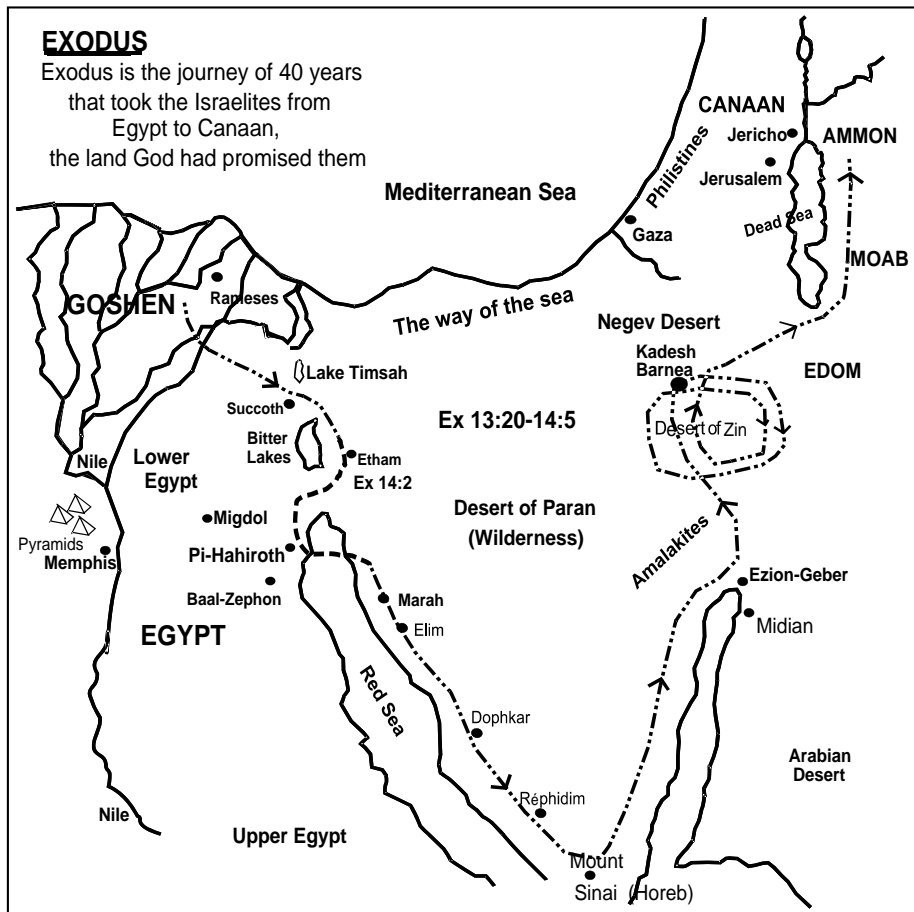 EXODUS
Exodus is the journey of 40 years
that took the Israelites from
Egypt to Canaan,
the land God had promised them
CANAAN
Jericho
AMMON
Jerusalem
Philistines
Mediterranean Sea
Dead Sea
Gaza
MOAB
Rameses
GOSHEN
The way of the sea
Negev Desert
Kadesh
Barnea
EDOM
Lake Timsah
Succoth
Ex 13:20-14:5
Desert of Zin
Bitter
Lakes
Etham
Ex 14:2
Nile
Lower
Egypt
Desert of Paran
(Wilderness)
Migdol
Pyramids
Memphis
Pi-Hahiroth
Amalakites
Ezion-Geber
Baal-Zephon
Marah
Midian
Elim
EGYPT
Red Sea
Dophkar
Arabian
Desert
Réphidim
Nile
Upper Egypt
Mount
Sinai (Horeb)